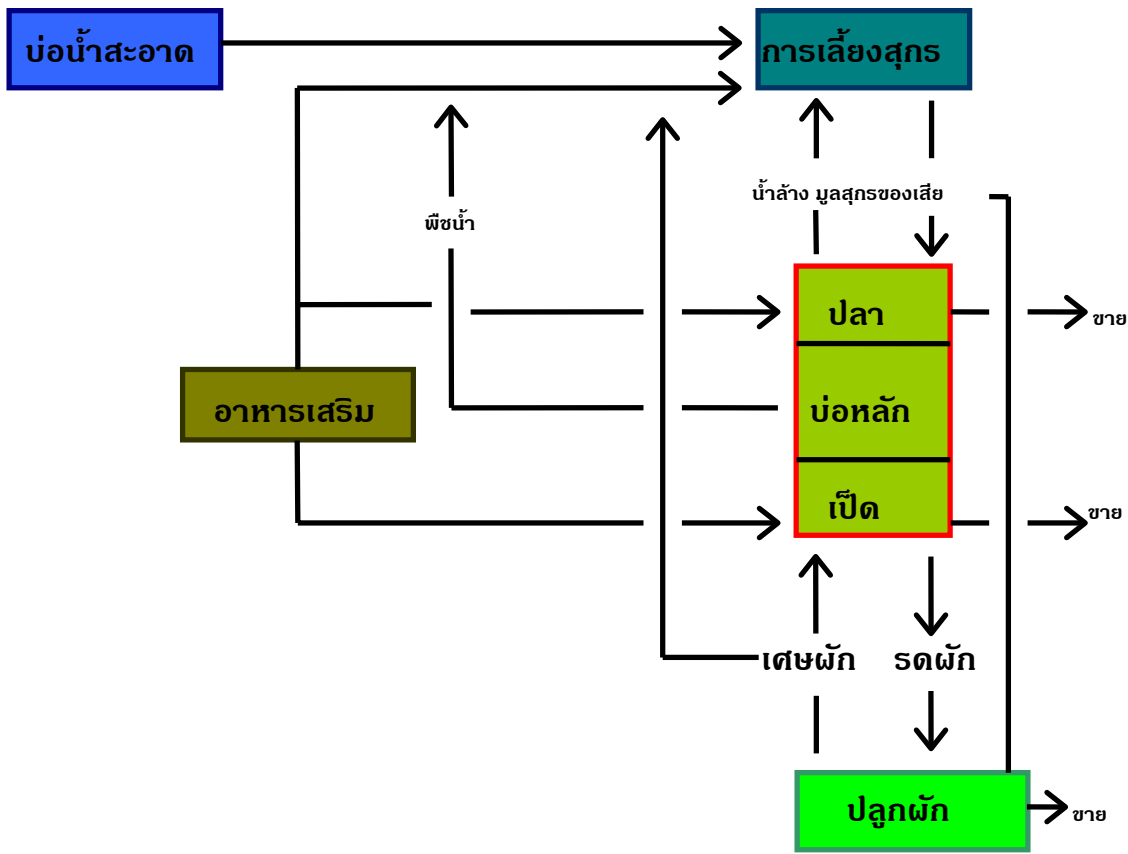 บ่อน้ำสะอาด
การเลี้ยงสุกร
น้ำล้าง มูลสุกรของเสีย
พืชน้ำ
ปลา
ขาย
อาหารเสริม
บ่อหลัก
เป็ด
ขาย
เศษผัก
รดผัก
ปลูกผัก
ขาย